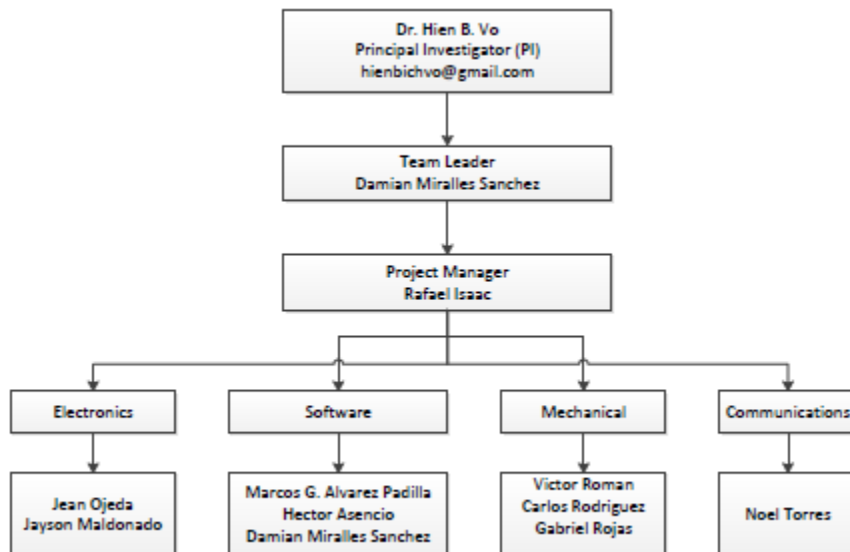 Dr. Hien B. Vo
Principal Investigator (PI)
hienbichvo@gmail.com
Team Leader
Damian Miralles Sanchez
Project Manager
Rafael Isaac
Electronics
Software
Mechanical
Communications
Jean Ojeda
Jayson Maldonado
Marcos G. Alvarez Padilla
Hector Asencio
Damian Miralles Sanchez
Victor Roman
Carlos Rodriguez
Gabriel Rojas
Noel Torres